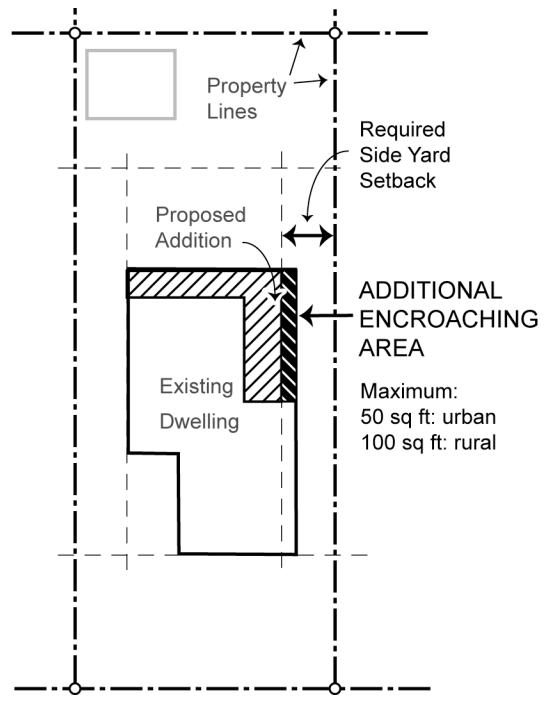 Property
Lines
Required
Side Yard
Setback
Proposed
Addition
ADDITIONAL
ENCROACHING
AREA
Maximum:
50 sq ft: urban
100 sq ft: rural
Existing
Dwelling